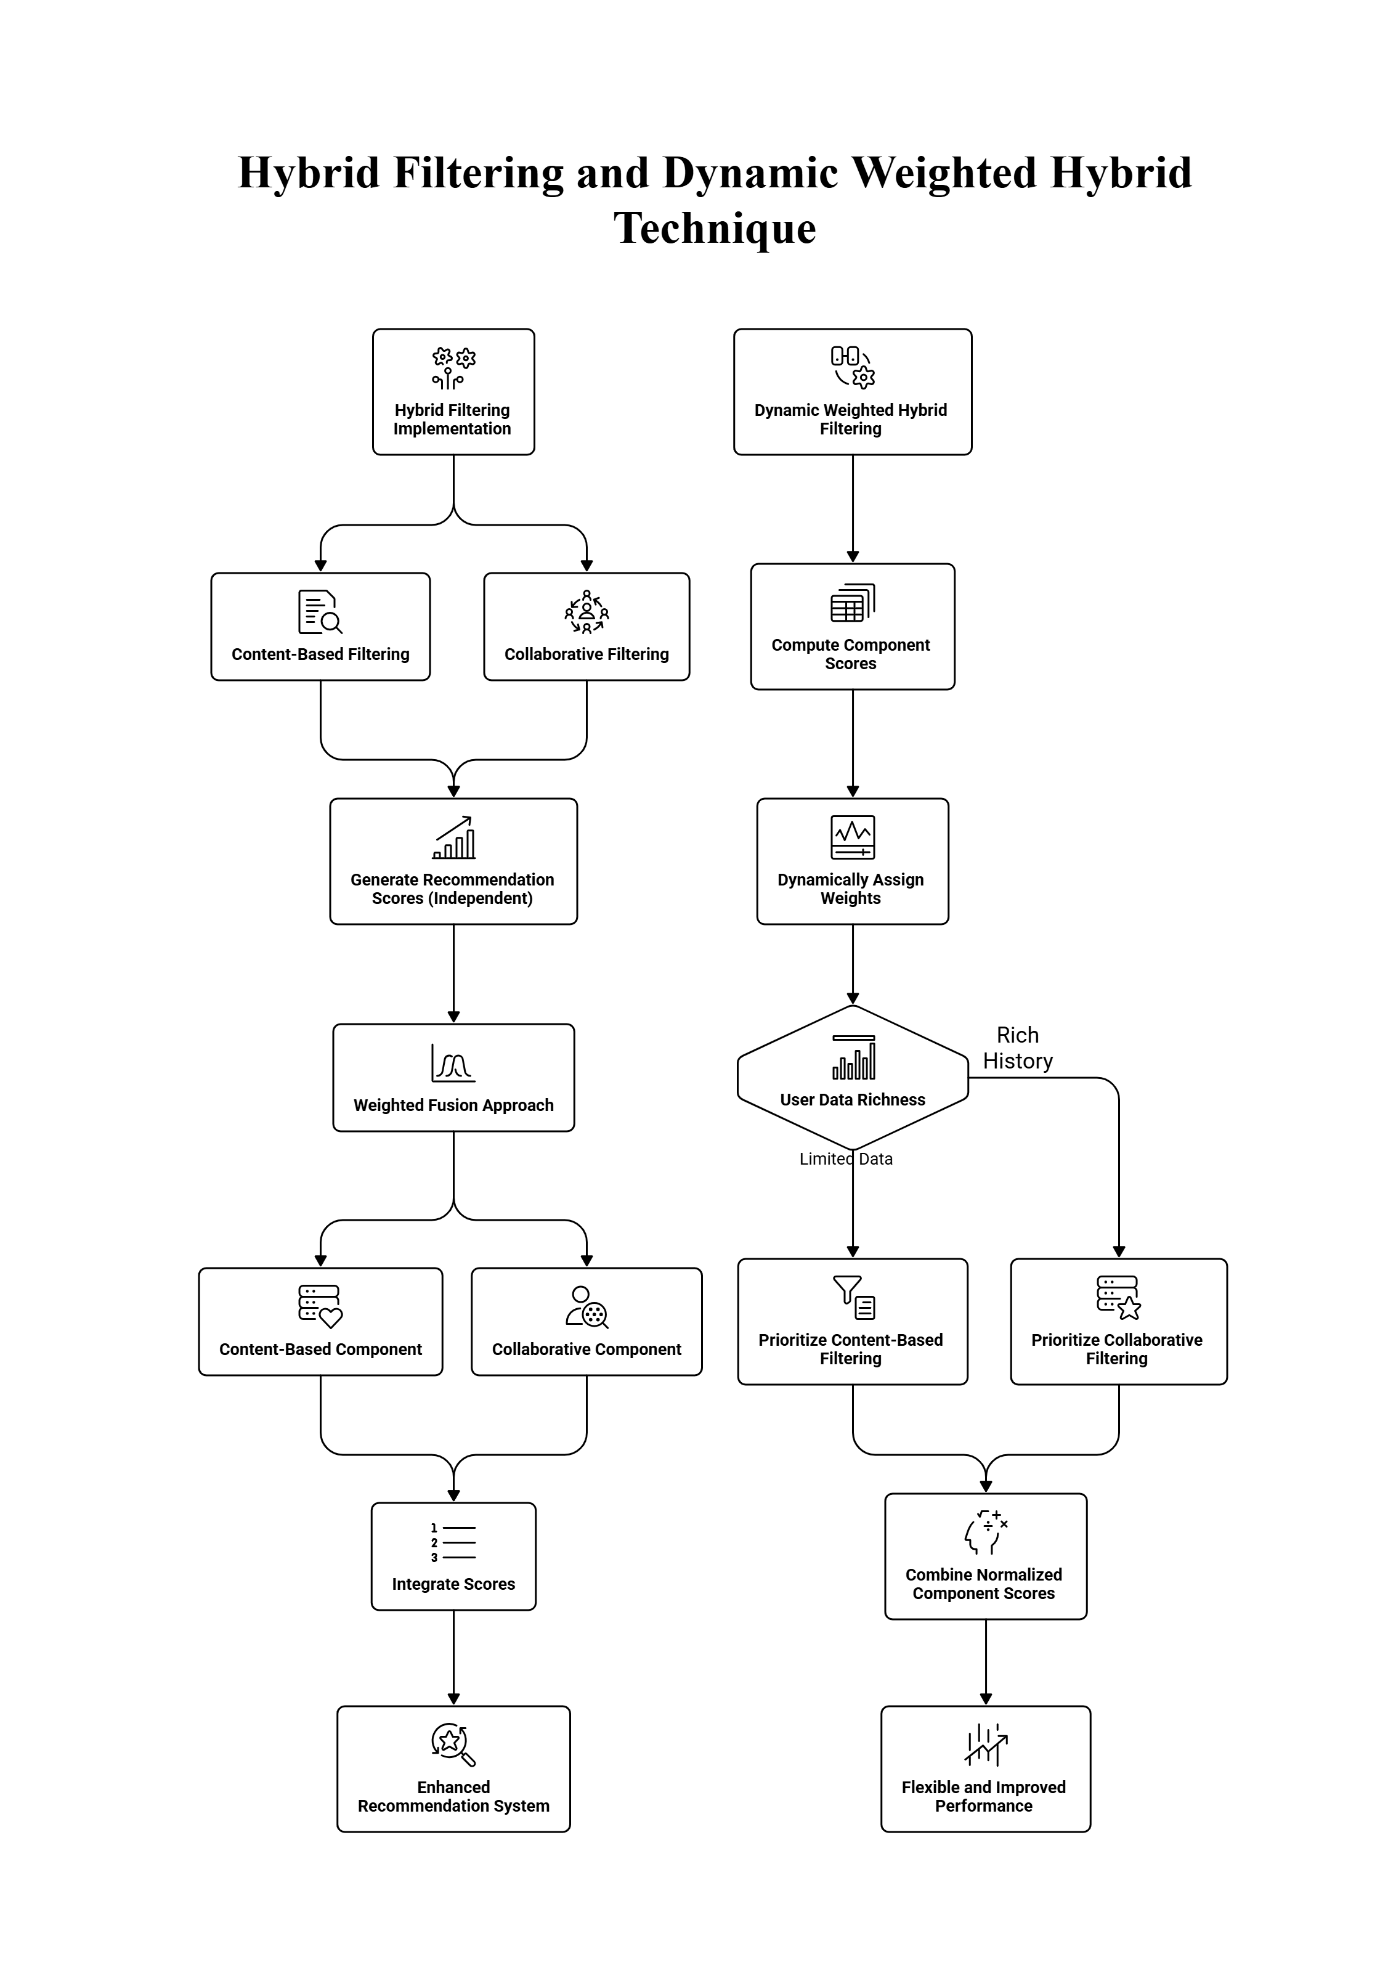 Hybrid Filtering and Dynamic Weighted Hybrid
Technique
Hybrid Filtering
Implementation
Content-Based Filtering
Collaborative Filtering
Generate Recommendation
Scores (Independent)
Weighted Fusion Approach
Content-Based Component
Collaborative Component
1
2
3
Integrate Scores
Enhanced
Recommendation System
Dynamic Weighted Hybrid
Filtering
Compute Component
Scores
Dynamically Assign
Weights
User Data Richness
Rich
History
Limited Data
Prioritize Content-Based
Filtering
Prioritize Collaborative
Filtering
Combine Normalized
Component Scores
Flexible and Improved
Performance